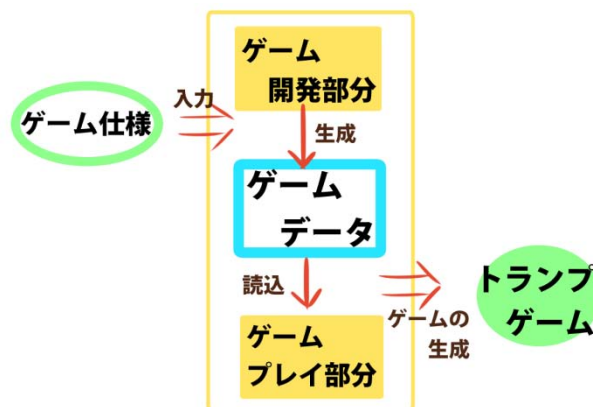 ゲーム
開発部分
入力
ゲーム仕様
生成
ゲーム
データ
読込
トランプ
ゲーム
ゲームの
生成
ゲーム
プレイ部分